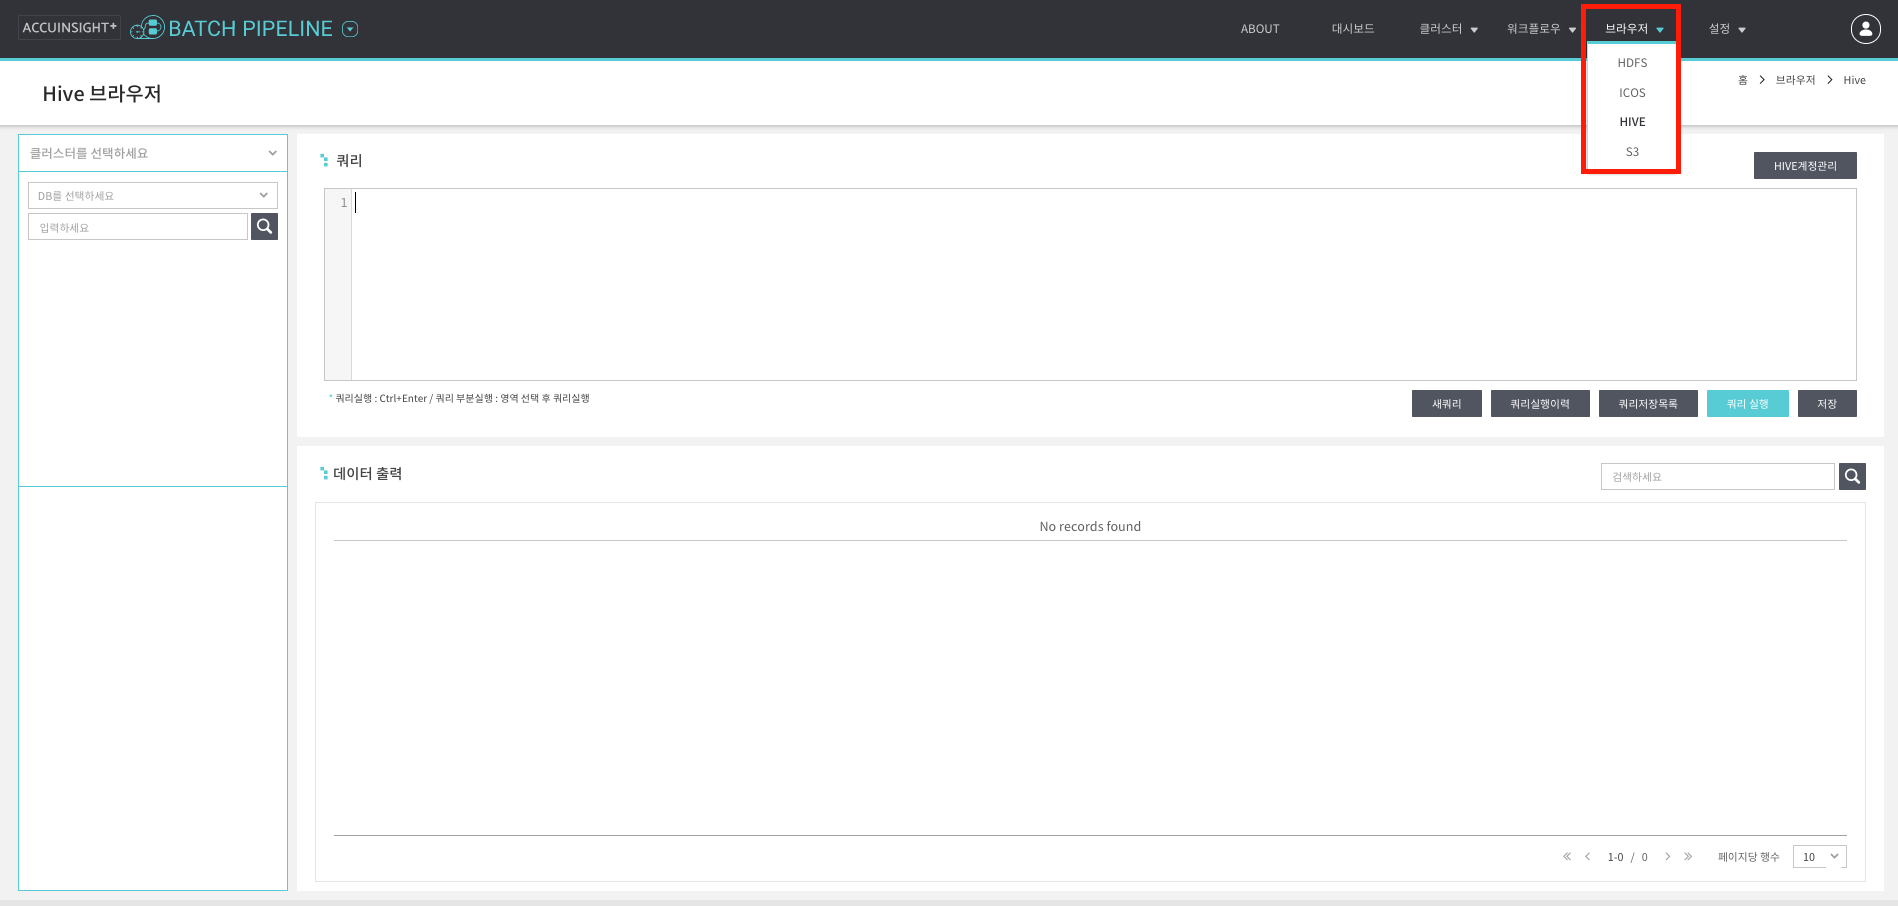 ACCUINSIGHT+ BATCH PIPELINE
ABOUT 대시보드 클러스터 워크플로우 브라우저 설정
HDFS
ICOS
HIVE
S3
Hive 브라우저
홈 > 브라우저 > Hive
클러스터를 선택하세요
DB를 선택하세요
입력하세요
쿼리
HIVE계정관리
1
* 쿼리실행 : Ctrl+Enter / 쿼리 부분실행 : 영역 선택 후 쿼리실행
새쿼리 쿼리실행이력 쿼리저장목록 쿼리 실행 저장
데이터 출력
검색하세요
No records found
1-0 / 0 페이지당 행수 10